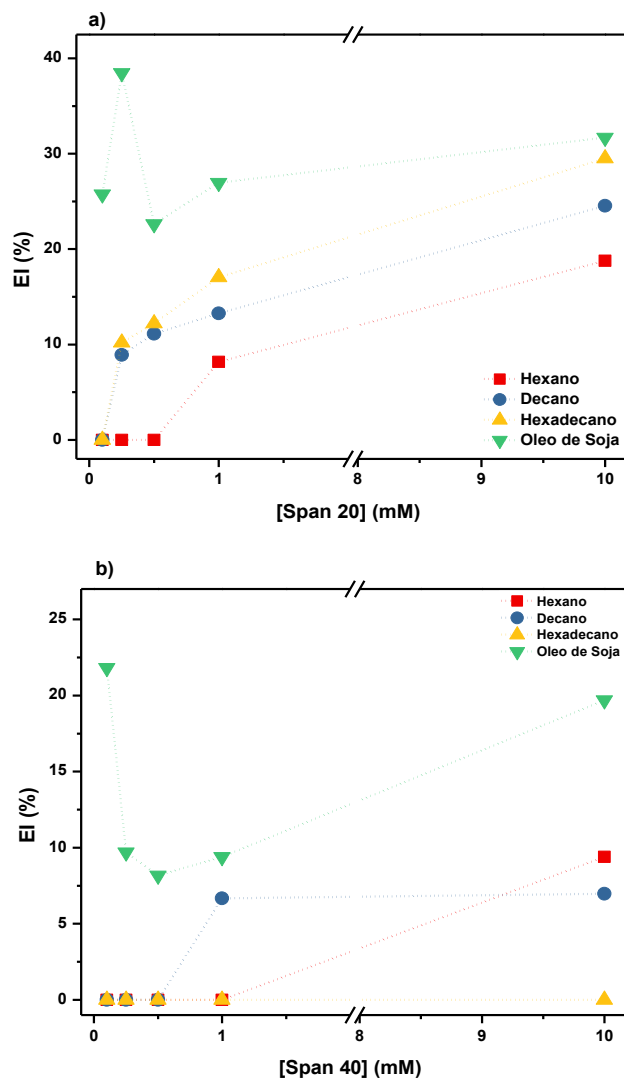 a)
40
30
20
10
0
EI (%)
Hexano
Decano
Hexadecano
Oleo de Soja
0
1
8
9
10
[Span 20] (mM)
b)
25
20
15
10
5
0
EI (%)
Hexano
Decano
Hexadecano
Oleo de Soja
0
1
8
9
10
[Span 40] (mM)